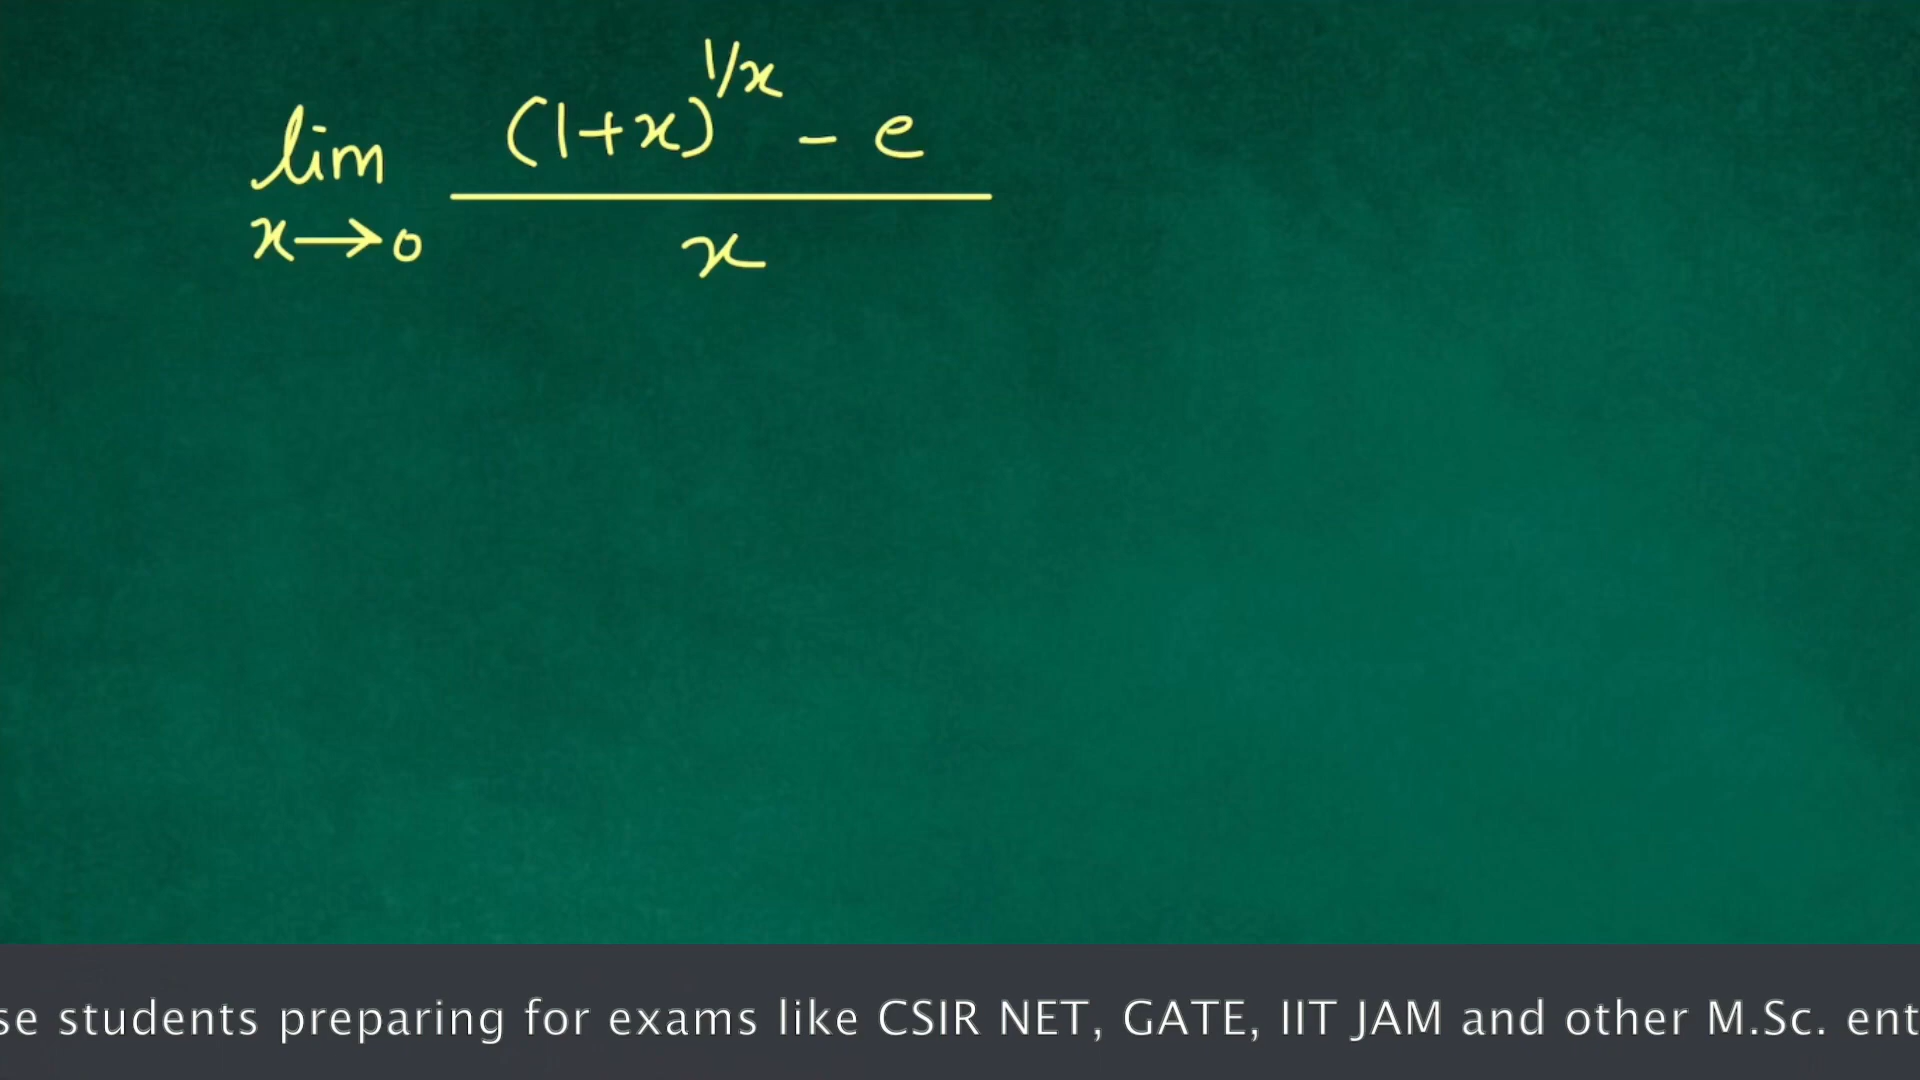 lim x→0 ((1+x)^{1/x} - e) / x
se students preparing for exams like CSIR NET, GATE, IIT JAM and other M.Sc. ent